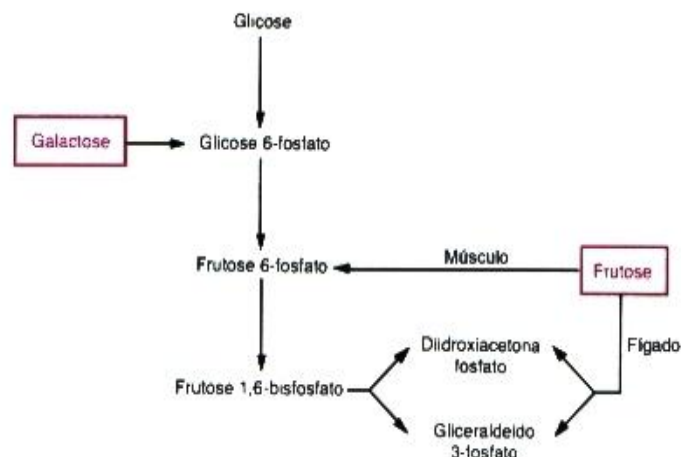 Glicose
Galactose
Glicose 6-fosfato
Músculo
Frutose 6-fosfato
Frutose
Fígado
Diidroxiacetona
fosfato
Frutose 1,6-bisfosfato
Gliceraldeído
3-fosfato